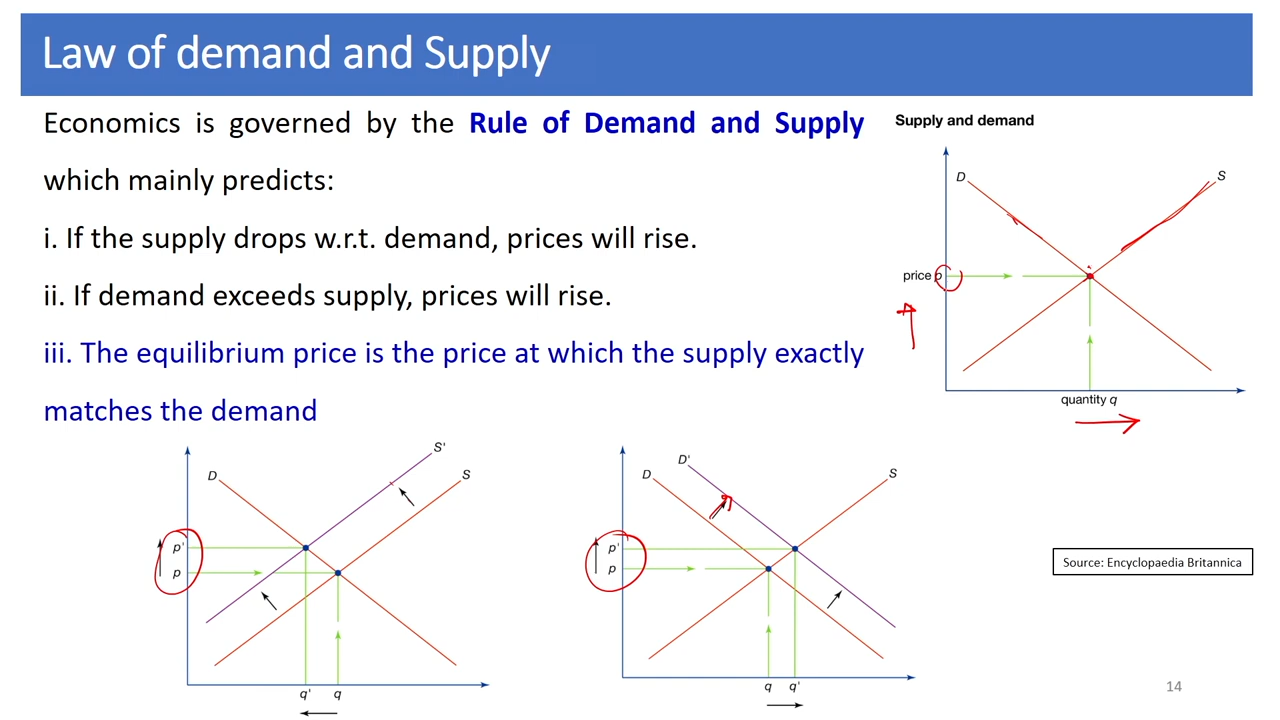 Law of demand and Supply
Economics is governed by the Rule of Demand and Supply
which mainly predicts:
i. If the supply drops w.r.t. demand, prices will rise.
ii. If demand exceeds supply, prices will rise.
iii. The equilibrium price is the price at which the supply exactly
matches the demand
Supply and demand
D
S
price p
quantity q
S'
D
S
p'
p
q'
q
D'
D
S
p'
p
q
q'
Source: Encyclopaedia Britannica
14